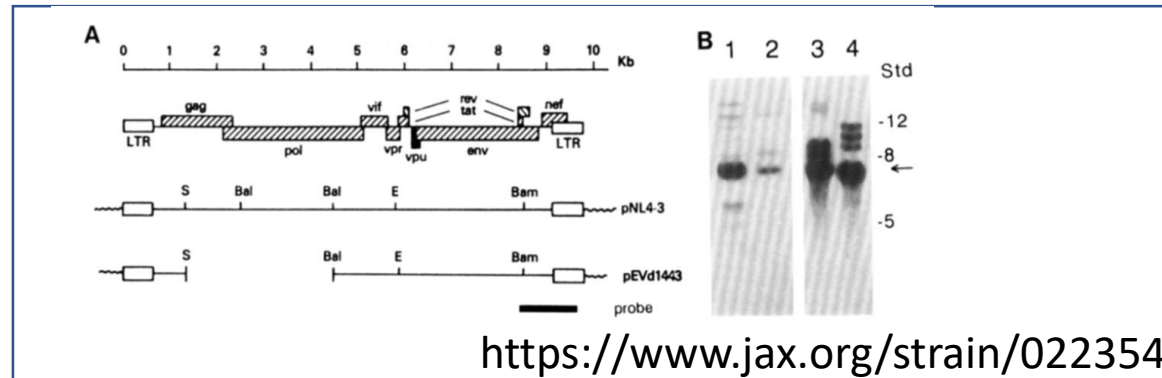 A
0 1 2 3 4 5 6 7 8 9 10 Kb
gag vif rev nef
tat
LTR pol vpr vpu env LTR
S Bal Bal E Bam pNL4-3
S Bal E Bam pEVd1443
probe
B 1 2 3 4
Std
-12
-8
-5
https://www.jax.org/strain/022354